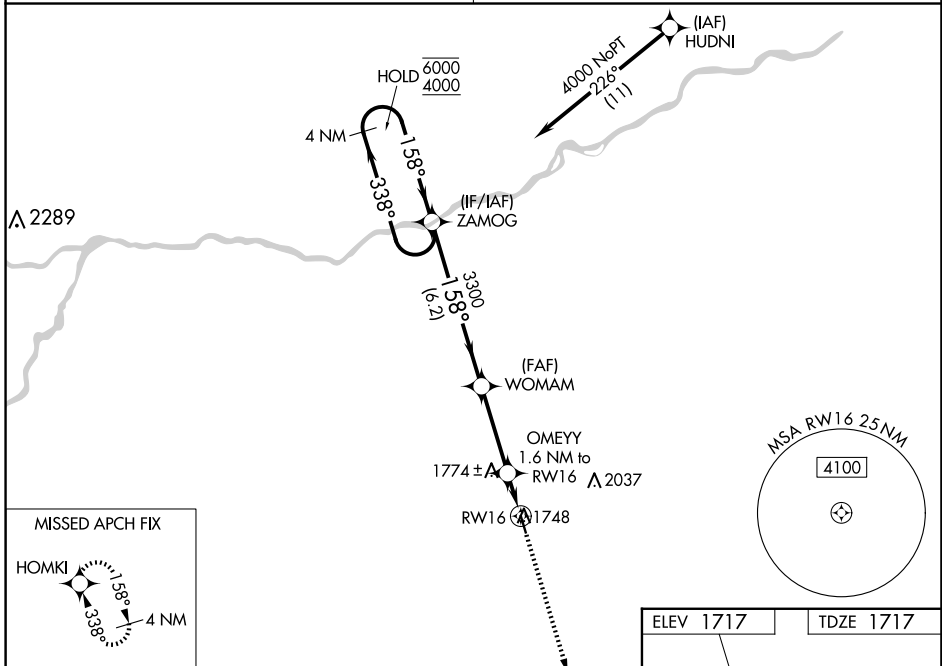 (IAF)
HUDNI
4000 NoPT
226°
(11)
HOLD 6000
4000
4 NM
158°
338°
(IF/IAF)
ZAMOG
2289
3300
158°
(6.2)
(FAF)
WOMAM
OMEYY
1.6 NM to
RW16
1774 ±
2037
RW16
1748
MSA RW16 25 NM
4100
MISSED APCH FIX
HOMKI
158°
338°
4 NM
ELEV 1717
TDZE 1717